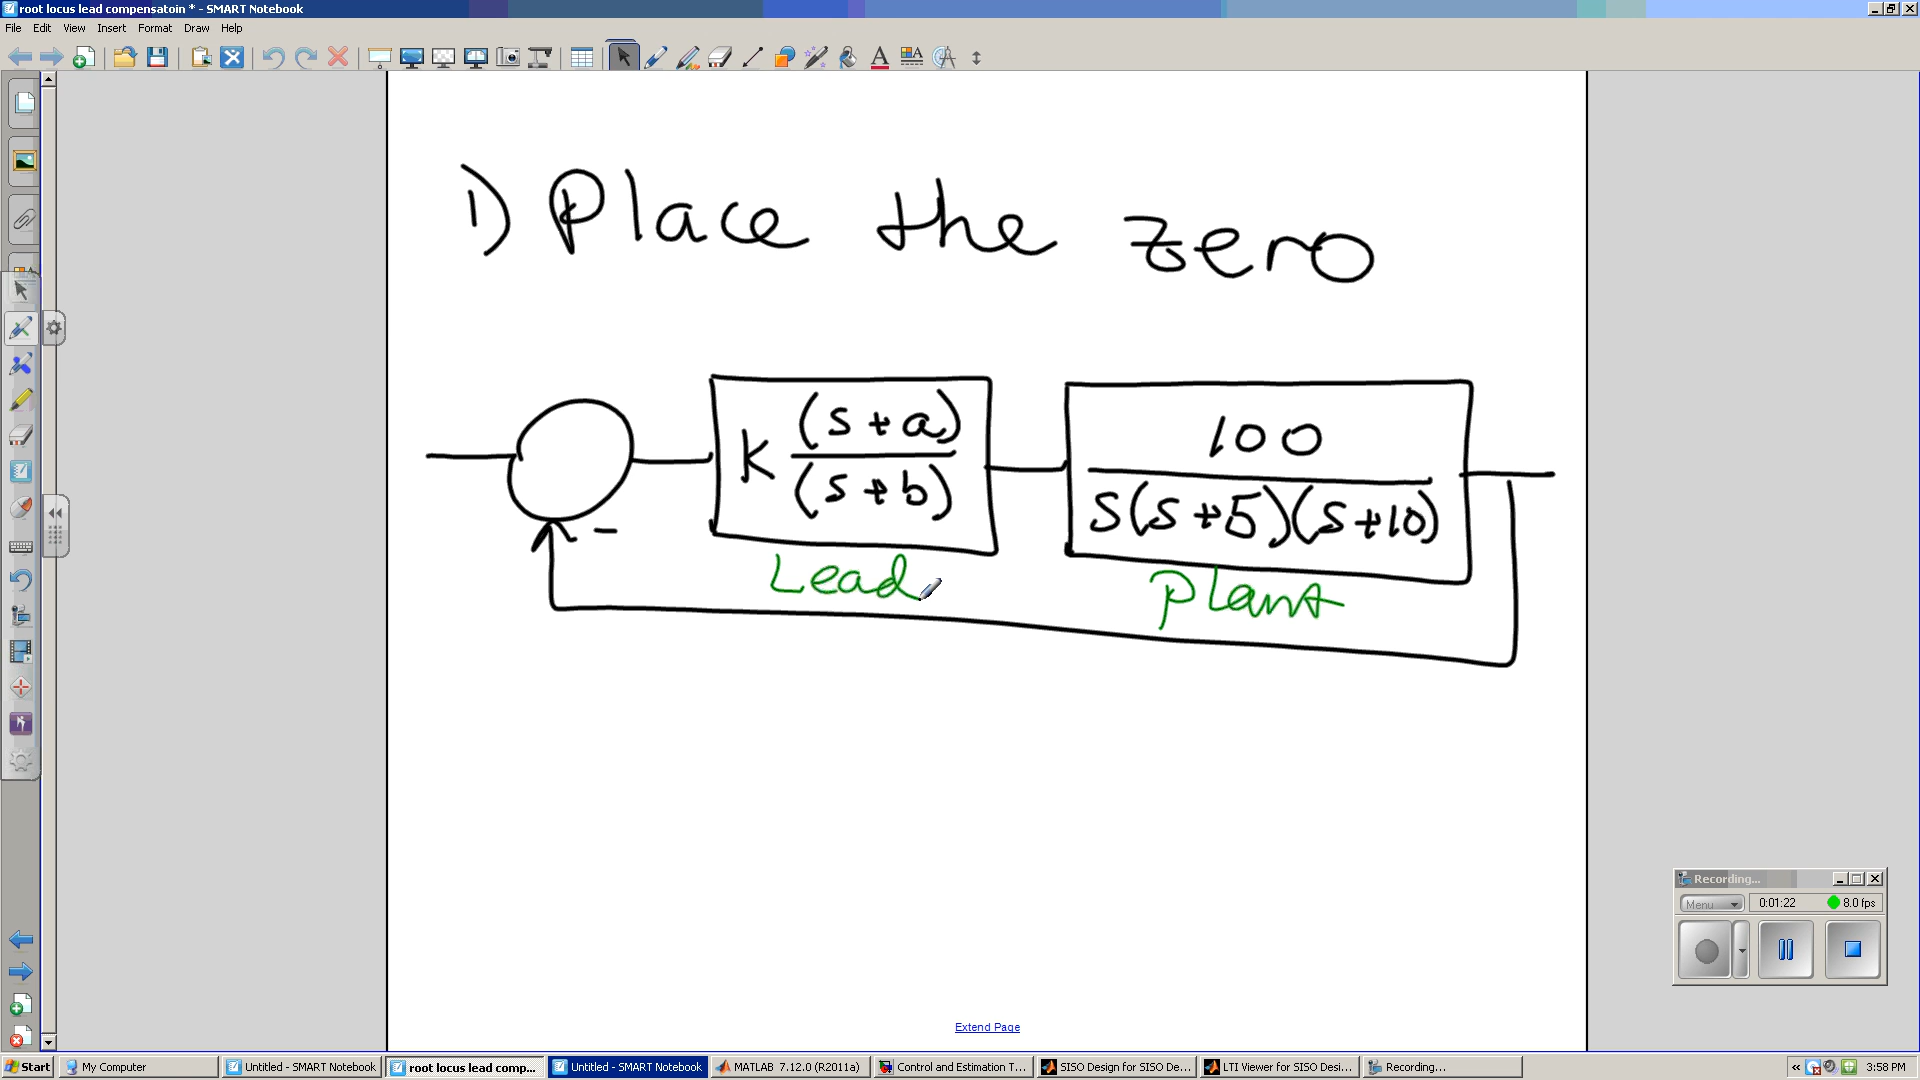 root locus lead compensatoin * - SMART Notebook
File Edit View Insert Format Draw Help
1) Place the zero
K (s + a)
(s + b)
100
s(s + 5)(s + 10)
-
Lead
plant
Extend Page
Recording...
Menu 0:01:22 8.0 fps
Start My Computer Untitled - SMART Notebook root locus lead comp... Untitled - SMART Notebook MATLAB 7.12.0 (R2011a) Control and Estimation T... SISO Design for SISO De... LTI Viewer for SISO Desi... Recording... « 3:58 PM